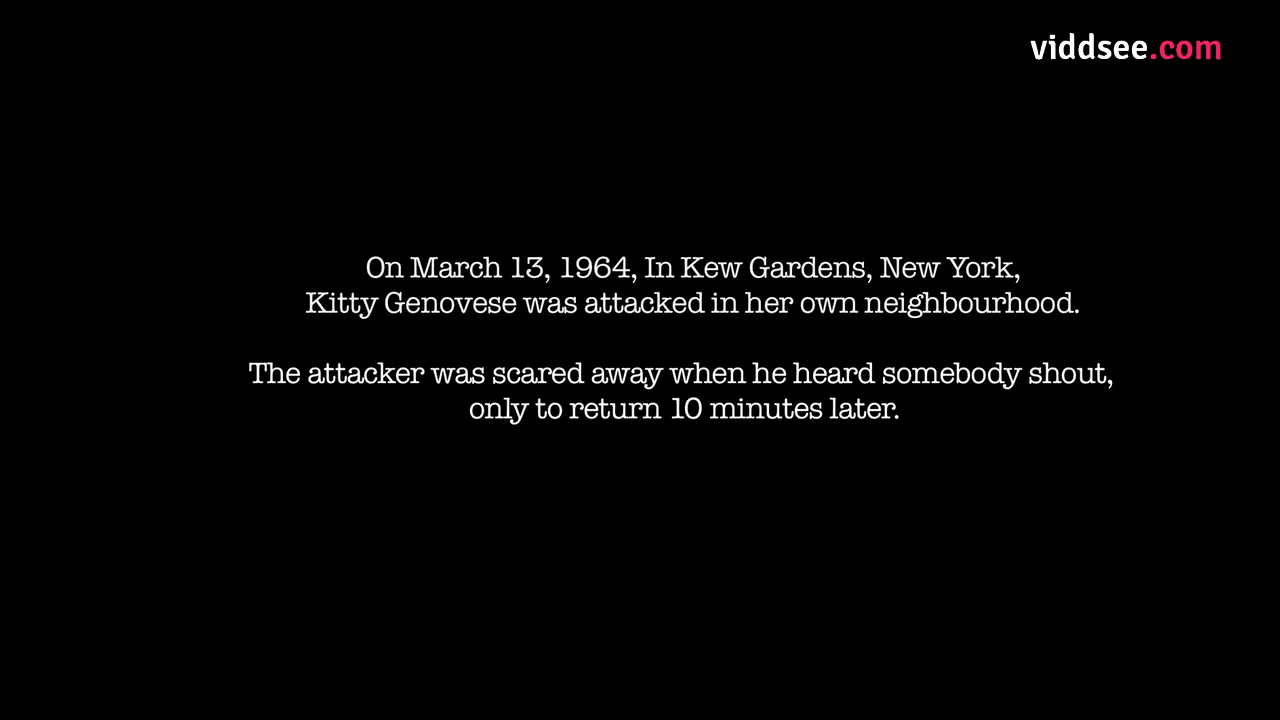 viddsee.com
On March 13, 1964, In Kew Gardens, New York,
Kitty Genovese was attacked in her own neighbourhood.
The attacker was scared away when he heard somebody shout,
only to return 10 minutes later.